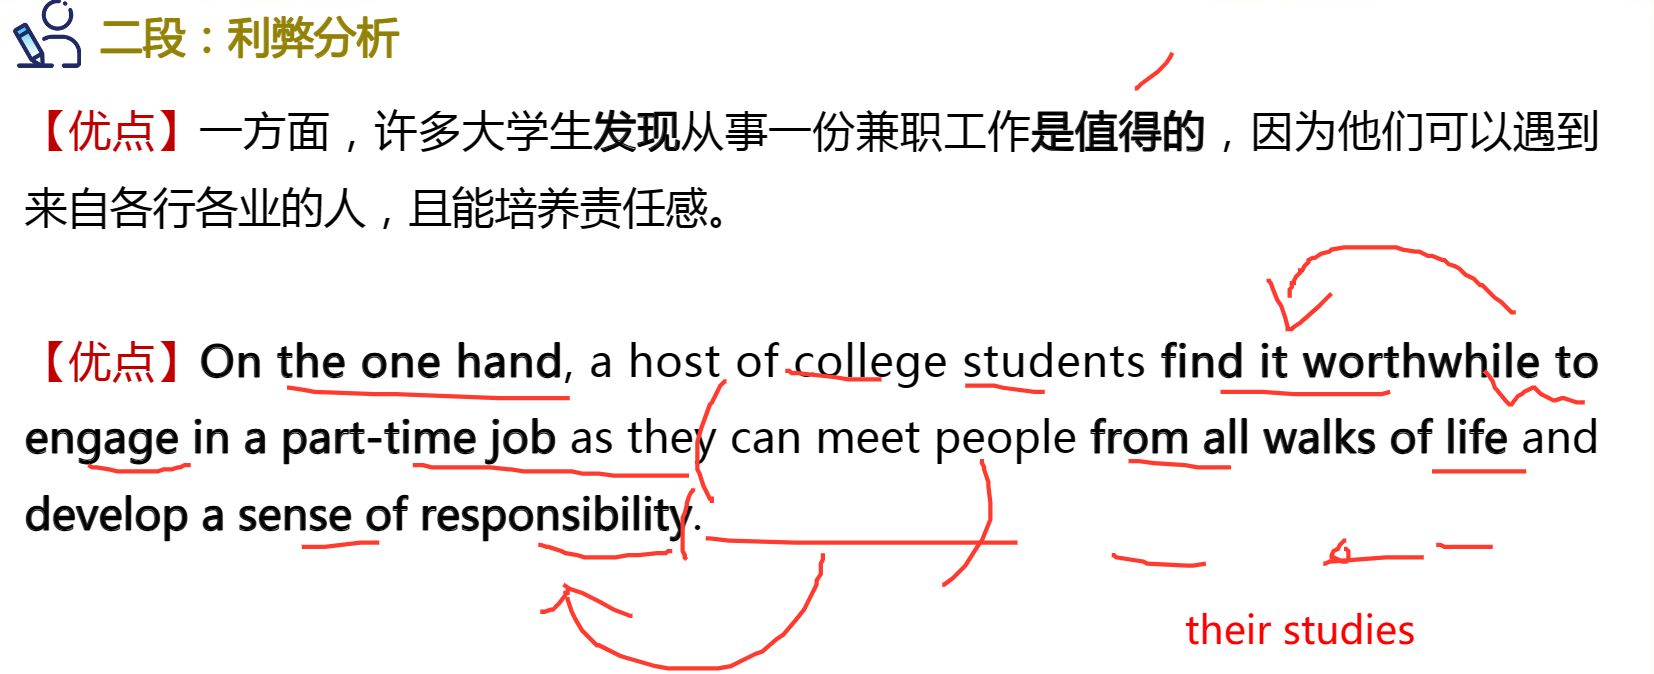 二段：利弊分析
【优点】一方面，许多大学生发现从事一份兼职工作是值得的，因为他们可以遇到
来自各行各业的人，且能培养责任感。
【优点】On the one hand, a host of college students find it worthwhile to
engage in a part-time job as they can meet people from all walks of life and
develop a sense of responsibility.
their studies